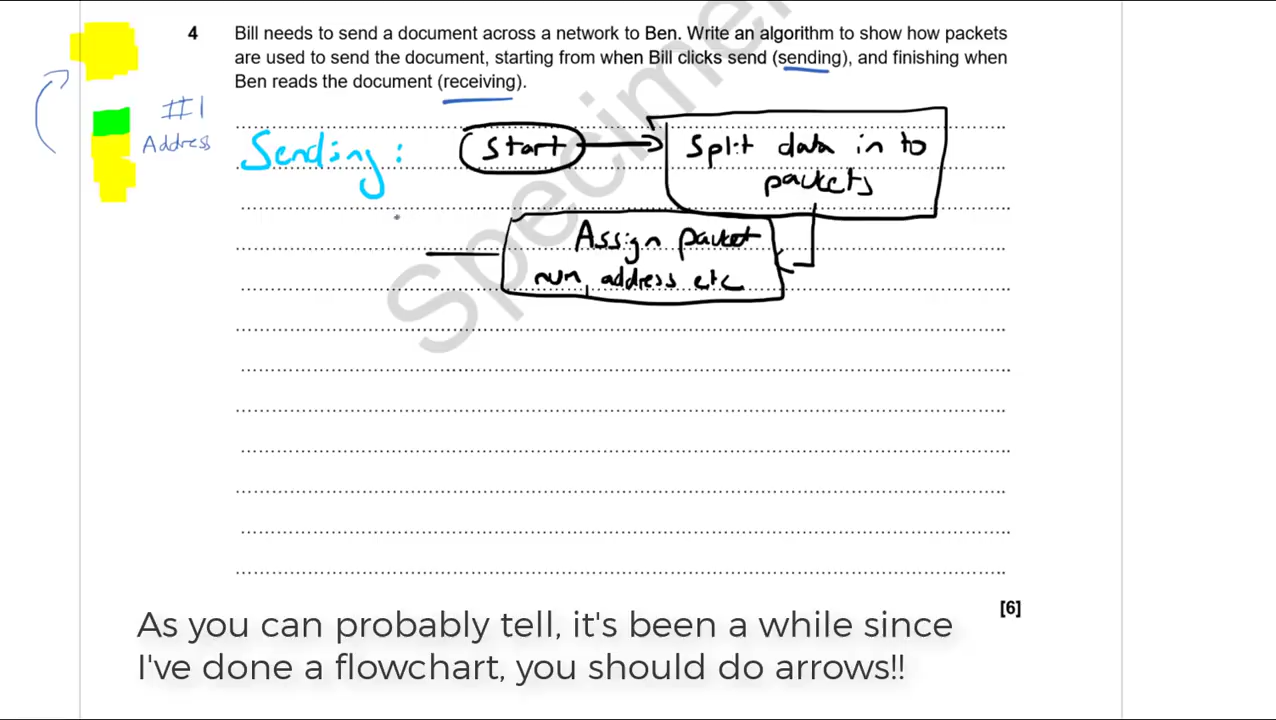 4 Bill needs to send a document across a network to Ben. Write an algorithm to show how packets
are used to send the document, starting from when Bill clicks send (sending), and finishing when
Ben reads the document (receiving).
#1
Address
Sending:
Start
Split data in to
packets
Assign packet
num, address etc
Specimen
[6]
As you can probably tell, it's been a while since
I've done a flowchart, you should do arrows!!